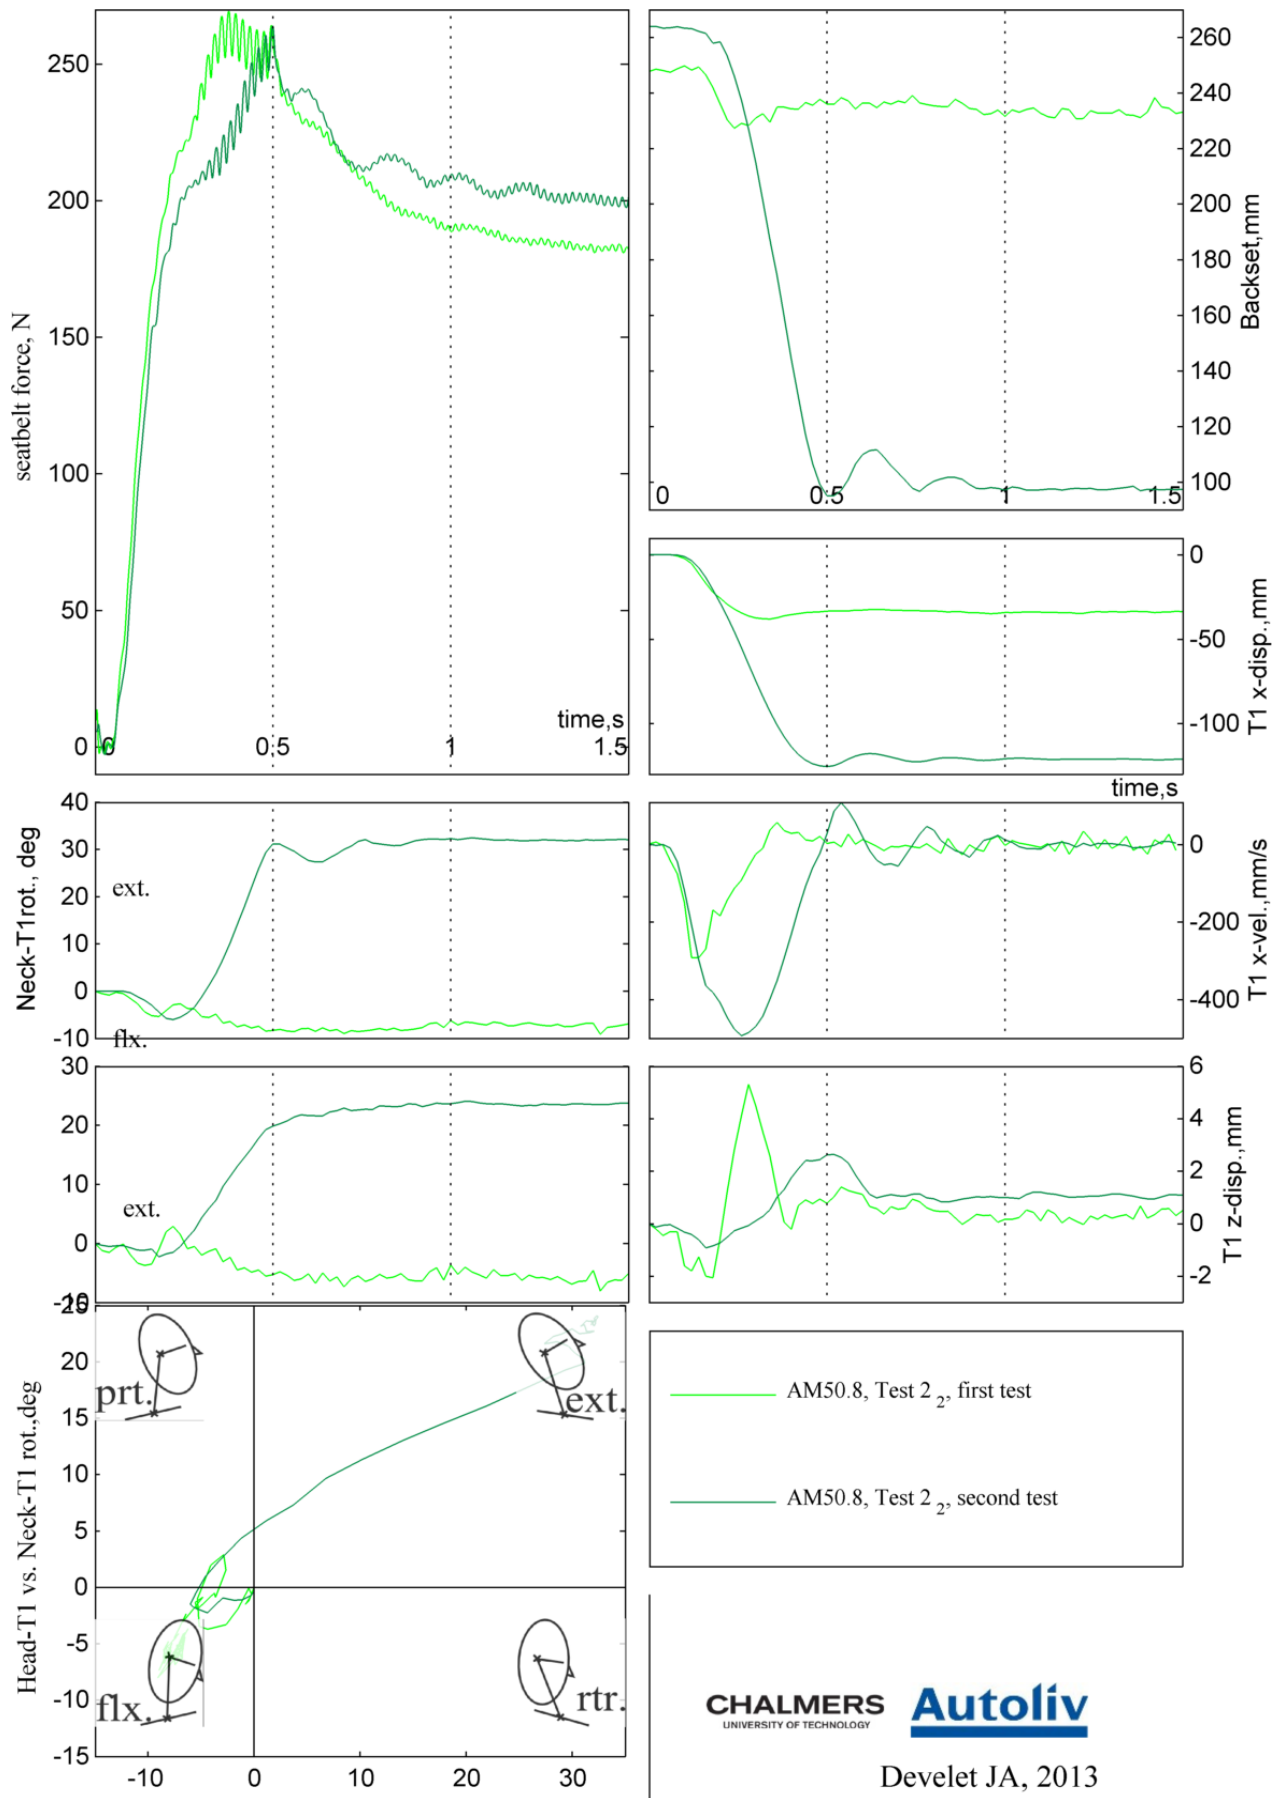 250
200
150
100
50
0
seatbelt force, N
time,s
0
0.5
1
1.5
260
240
220
200
180
160
140
120
100
Backset,mm
0
0.5
1
1.5
0
-50
-100
T1 x-disp.,mm
time,s
40
30
20
10
0
-10
Neck-T1rot., deg
ext.
flx.
0
-200
-400
T1 x-vel.,mm/s
30
20
10
0
ext.
6
4
2
0
-2
T1 z-disp.,mm
20
15
10
5
0
-5
-10
-15
Head-T1 vs. Neck-T1 rot.,deg
prt.
ext.
flx.
rtr.
-10
0
10
20
30
AM50.8, Test 2 2, first test
AM50.8, Test 2 2, second test
CHALMERS
UNIVERSITY OF TECHNOLOGY
Autoliv
Develet JA, 2013